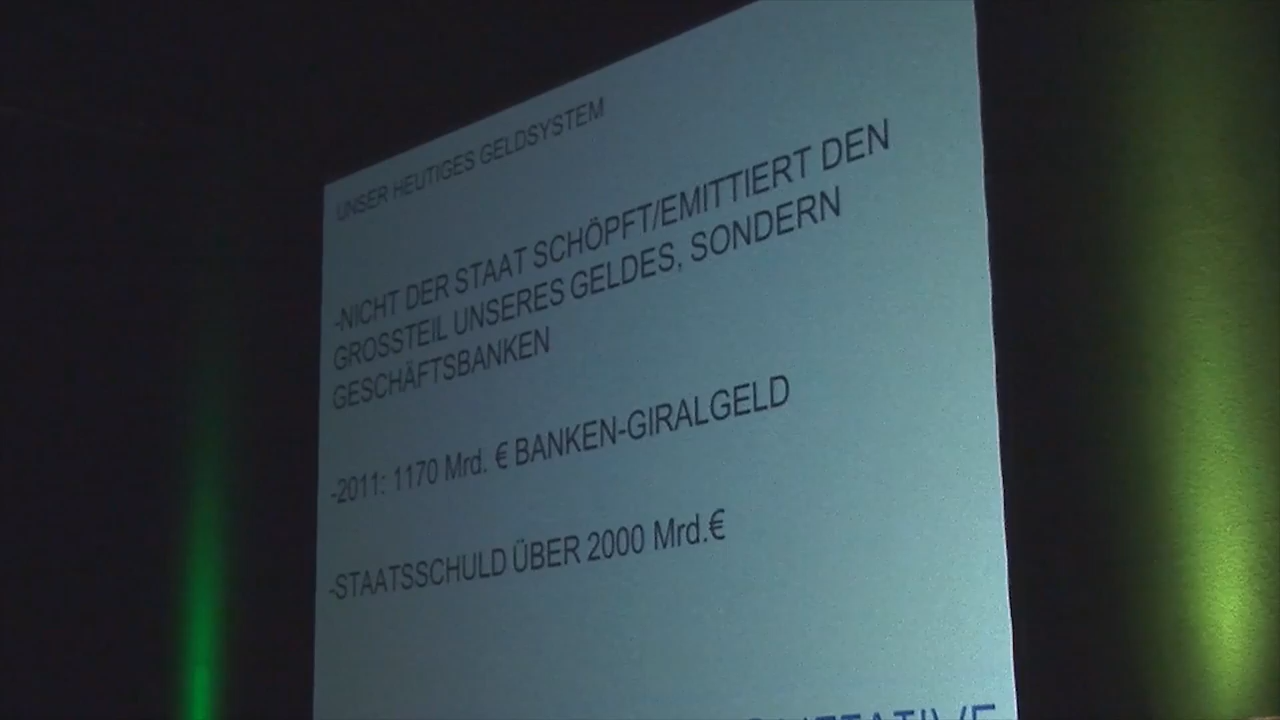 UNSER HEUTIGES GELDSYSTEM
-NICHT DER STAAT SCHÖPFT/EMITTIERT DEN
GROSSTEIL UNSERES GELDES, SONDERN
GESCHÄFTSBANKEN
-2011: 1170 Mrd. € BANKEN-GIRALGELD
-STAATSSCHULD ÜBER 2000 Mrd.€